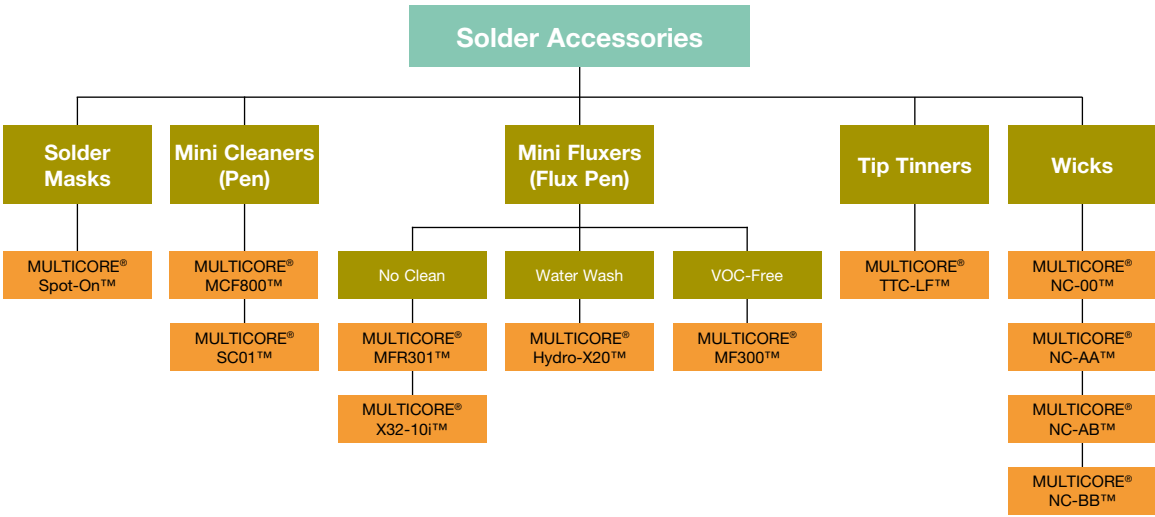 Solder Accessories
Solder
Masks
Mini Cleaners
(Pen)
Mini Fluxers
(Flux Pen)
Tip Tinners
Wicks
MULTICORE®
Spot-On™
MULTICORE®
MCF800™
No Clean
Water Wash
VOC-Free
MULTICORE®
TTC-LF™
MULTICORE®
NC-00™
MULTICORE®
SC01™
MULTICORE®
MFR301™
MULTICORE®
Hydro-X20™
MULTICORE®
MF300™
MULTICORE®
NC-AA™
MULTICORE®
X32-10i™
MULTICORE®
NC-AB™
MULTICORE®
NC-BB™